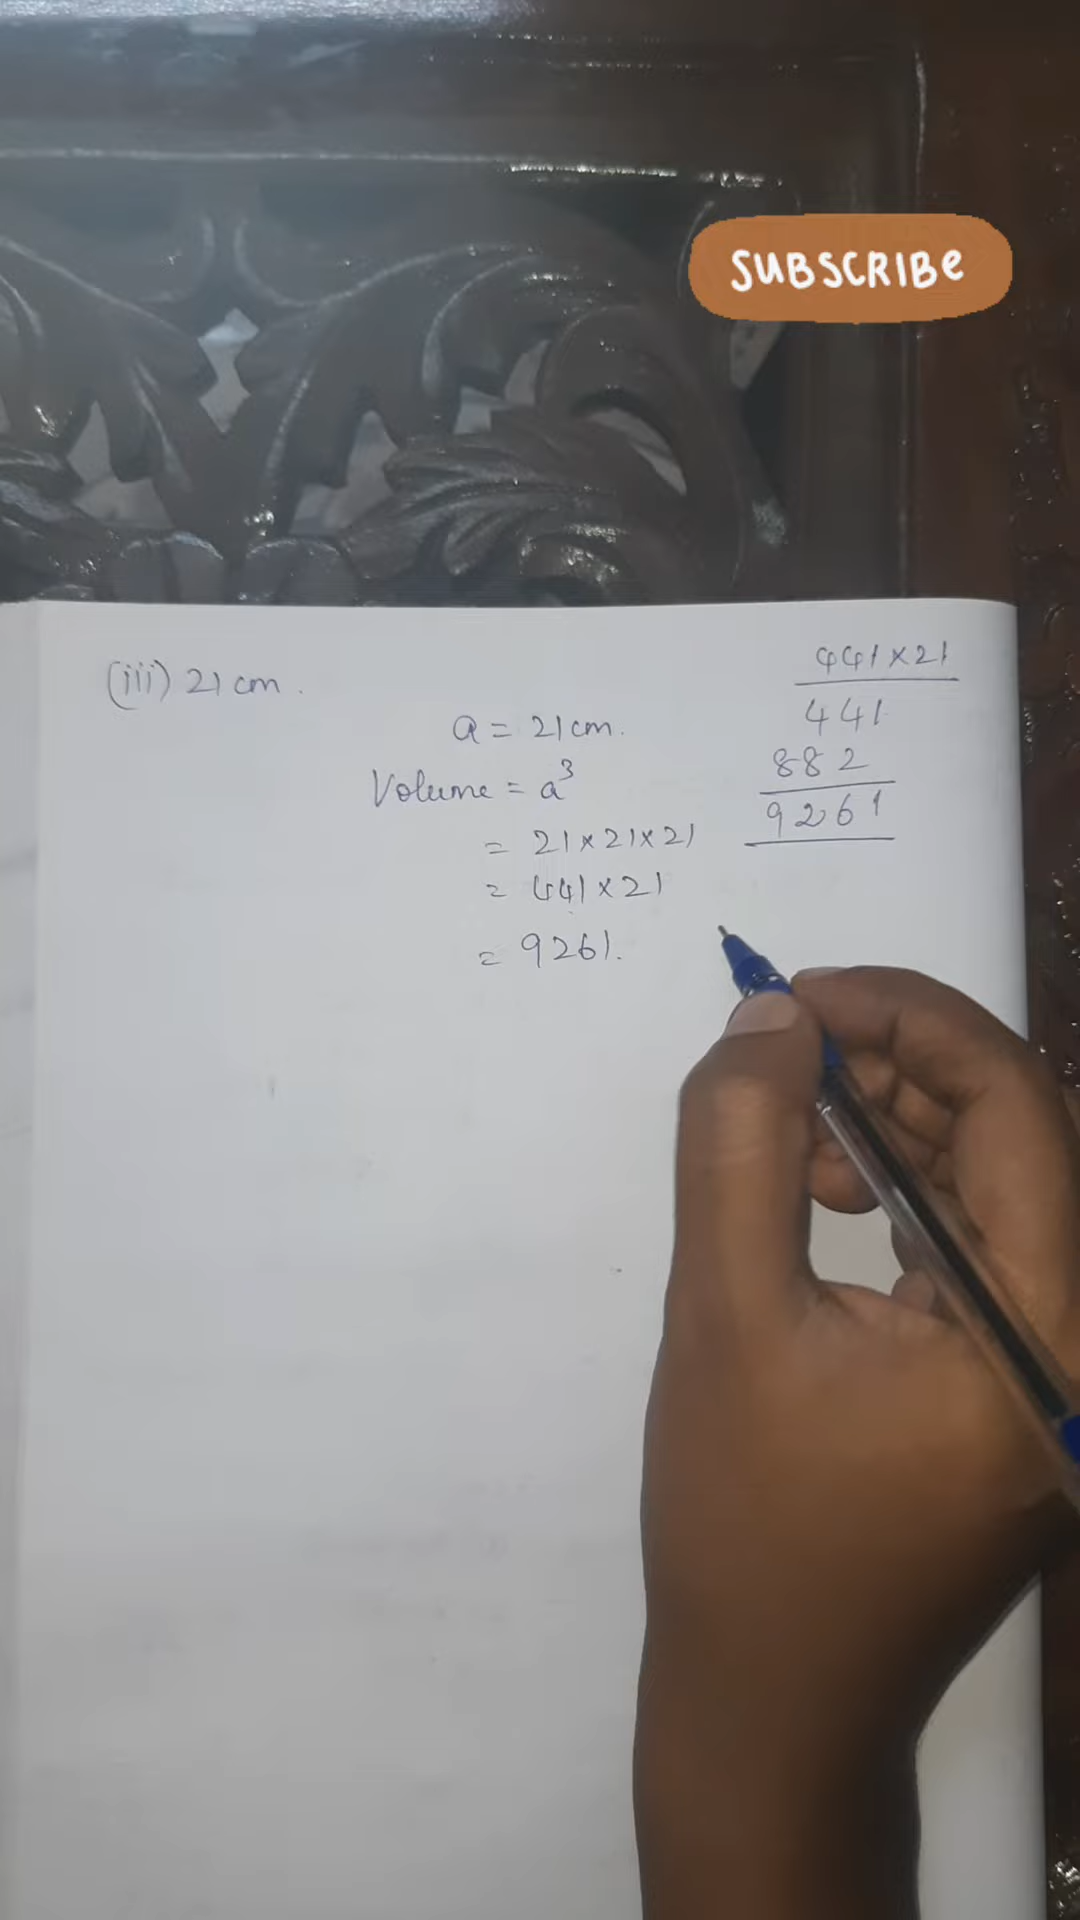 SUBSCRIBe
(iii) 21 cm.
a = 21 cm.
Volume = a³
= 21 × 21 × 21
= 441 × 21
= 9261.
441 × 21
441
882
9261